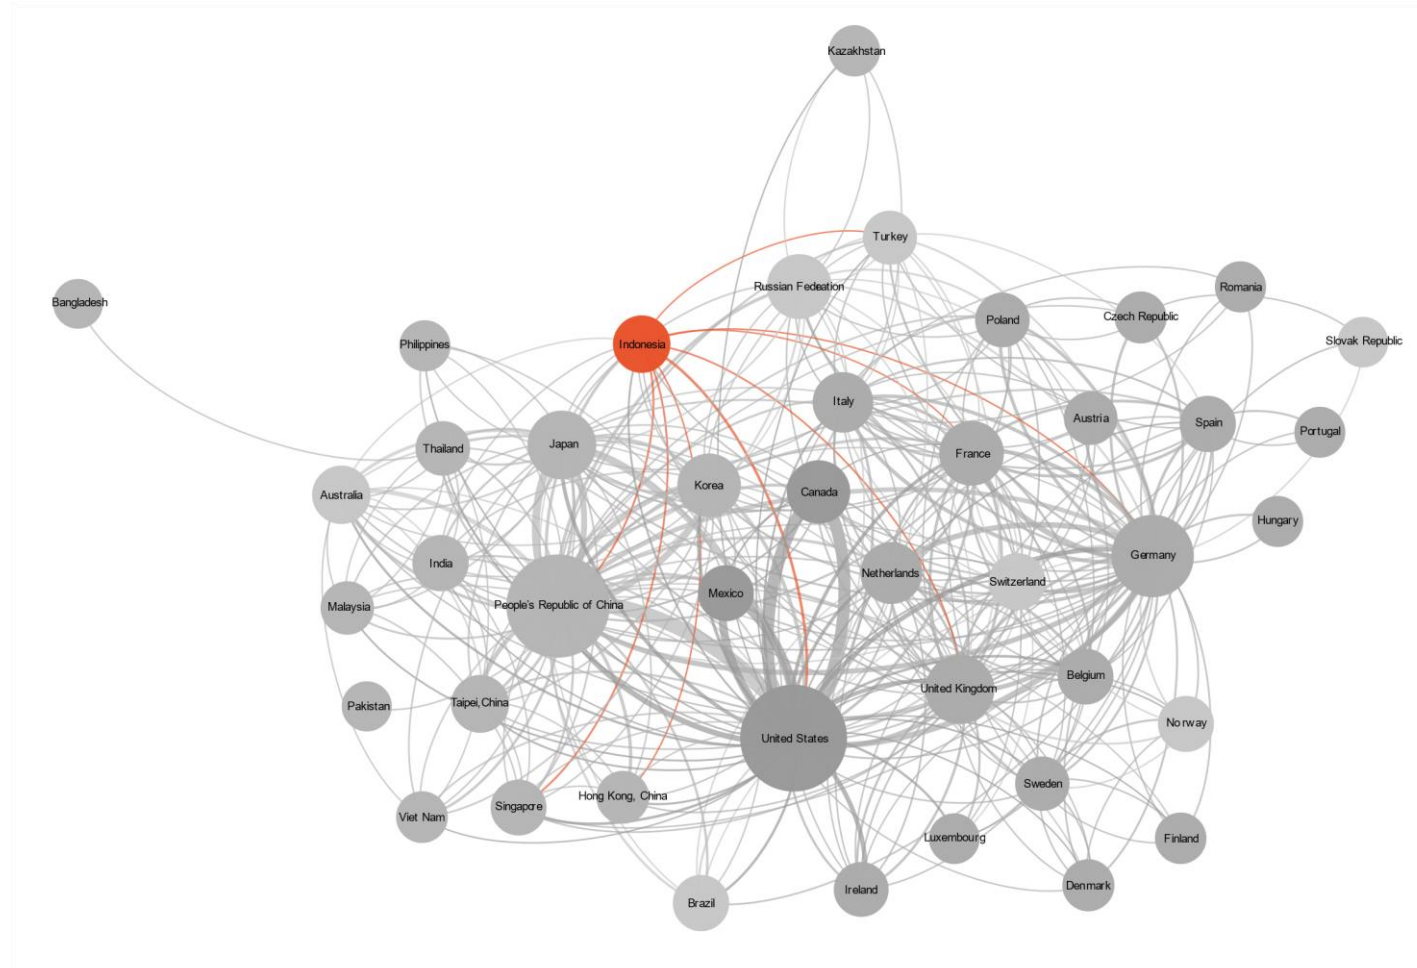 Kazakhstan
Turkey
Russian Federation
Romania
Bangladesh
Czech Republic
Poland
Slovak Republic
Philippines
Indonesia
Italy
Austria
Spain
Portugal
Thailand
Japan
France
Australia
Korea
Canada
Hungary
Germany
India
Netherlands
Switzerland
Malaysia
People's Republic of China
Mexico
Belgium
United Kingdom
Pakistan
Taipei,China
Norway
United States
Sweden
Singapore
Hong Kong, China
Viet Nam
Luxembourg
Finland
Denmark
Ireland
Brazil